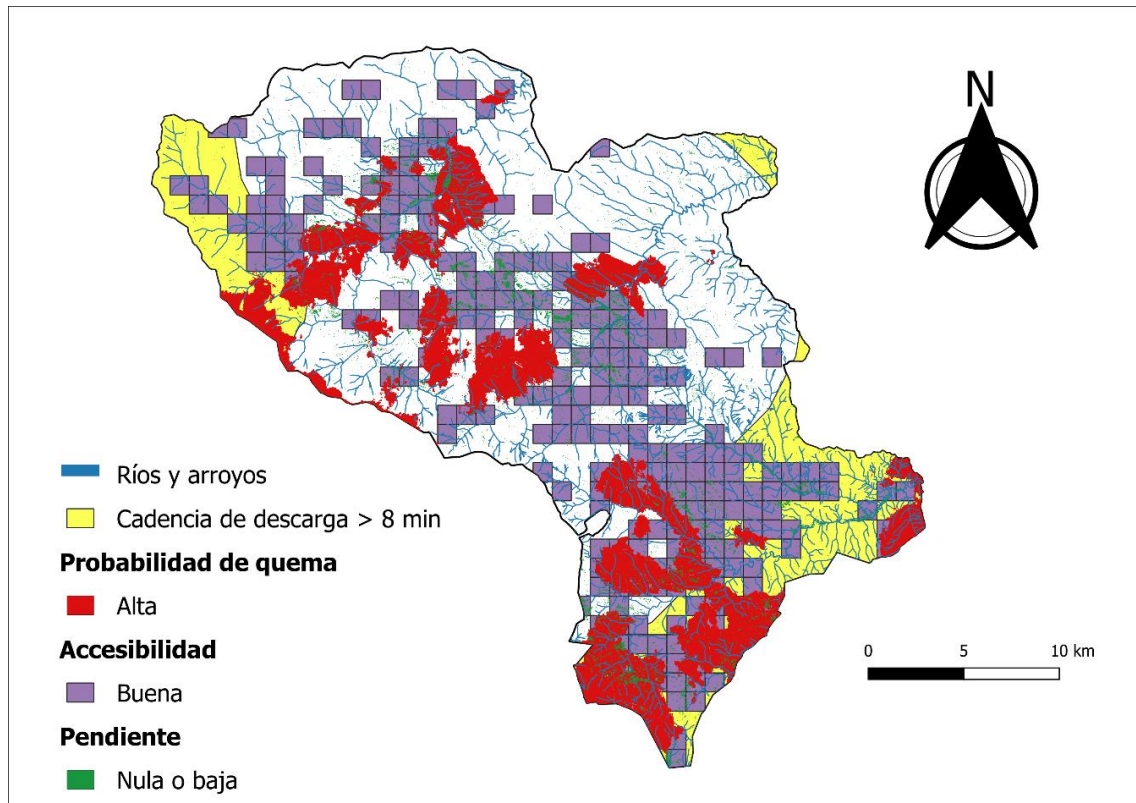 N
Ríos y arroyos
Cadencia de descarga > 8 min
Probabilidad de quema
Alta
Accesibilidad
Buena
Pendiente
Nula o baja
0 5 10 km